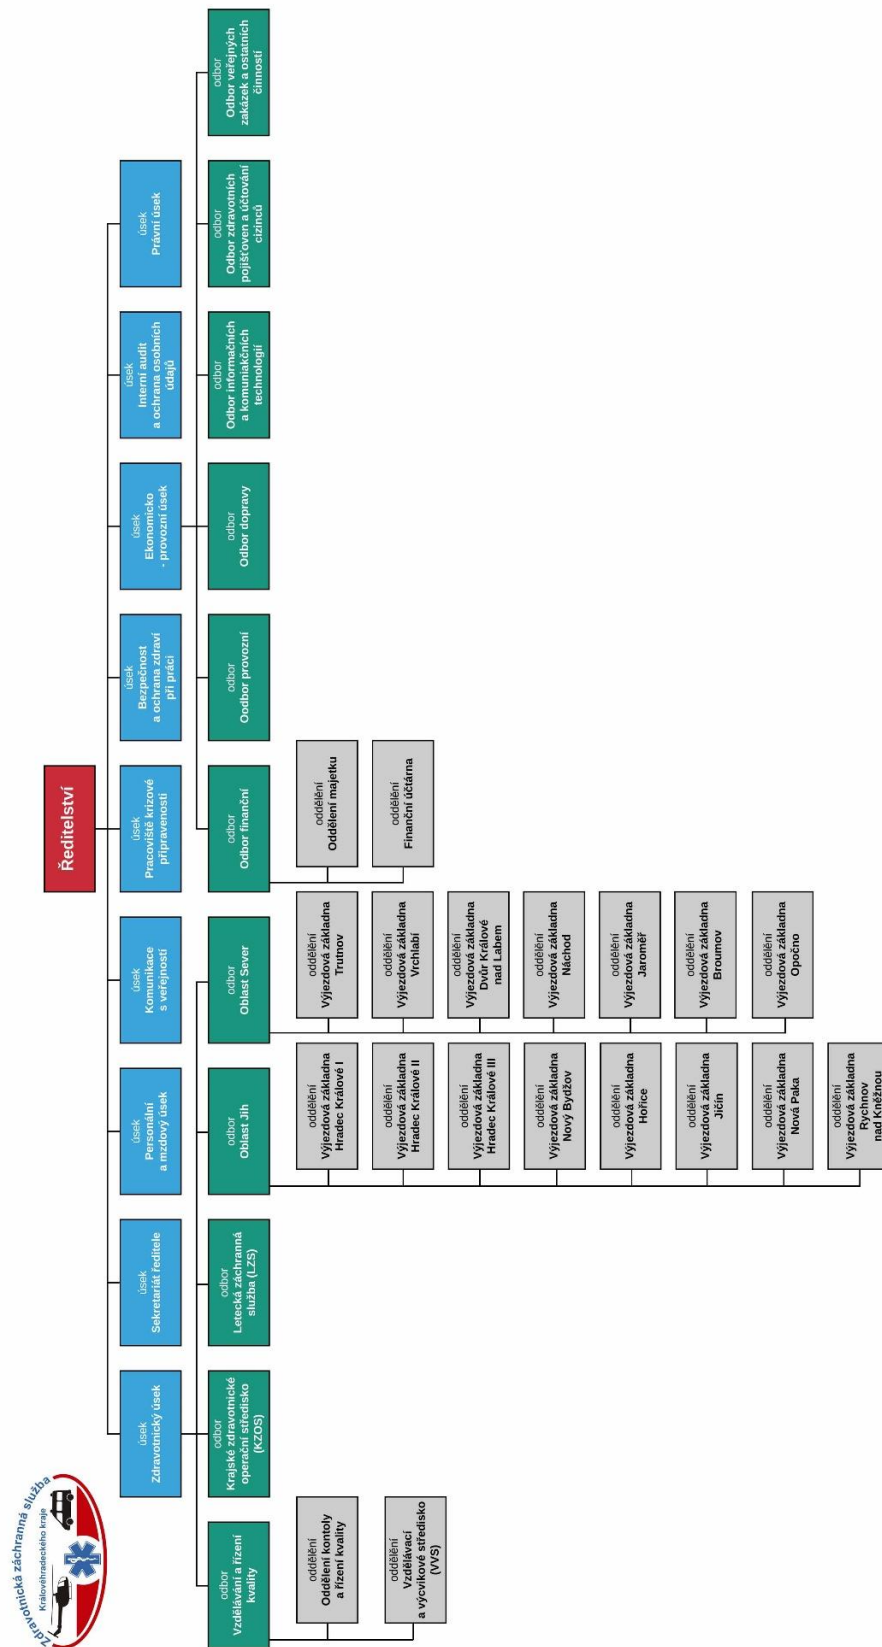 Zdravotnická záchranná služba
Královéhradeckého kraje
Ředitelství
úsek
Zdravotnický úsek
úsek
Sekretariát ředitele
úsek
Personální
a mzdový úsek
úsek
Komunikace
s veřejností
úsek
Pracoviště krizové
připravenosti
úsek
Bezpečnost
a ochrana zdraví
při práci
úsek
Ekonomicko
- provozní úsek
úsek
Interní audit
a ochrana osobních
údajů
úsek
Právní úsek
odbor
Vzdělávání a řízení
kvality
odbor
Krajské zdravotnické
operační středisko
(KZOS)
odbor
Letecká záchranná
služba (LZS)
odbor
Oblast Jih
odbor
Oblast Sever
odbor
Odbor finanční
odbor
Oodbor provozní
odbor
Odbor dopravy
odbor
Odbor informačních
a komuniakčních
technologií
odbor
Odbor zdravotních
pojišťoven a účtování
cizinců
odbor
Odbor veřejných
zakázek a ostatních
činností
oddělení
Oddělení kontoly
a řízení kvality
oddělení
Vzdělávací
a výcvikové středisko
(VVS)
oddělení
Výjezdová základna
Hradec Králové I
oddělení
Výjezdová základna
Hradec Králové II
oddělení
Výjezdová základna
Hradec Králové III
oddělení
Výjezdová základna
Nový Bydžov
oddělení
Výjezdová základna
Hořice
oddělení
Výjezdová základna
Jičín
oddělení
Výjezdová základna
Nová Paka
oddělení
Výjezdová základna
Rychnov
nad Kněžnou
oddělení
Výjezdová základna
Trutnov
oddělení
Výjezdová základna
Vrchlabí
oddělení
Výjezdová základna
Dvůr Králové
nad Labem
oddělení
Výjezdová základna
Náchod
oddělení
Výjezdová základna
Jaroměř
oddělení
Výjezdová základna
Broumov
oddělení
Výjezdová základna
Opočno
oddělení
Oddělení majetku
oddělení
Finanční účtárna